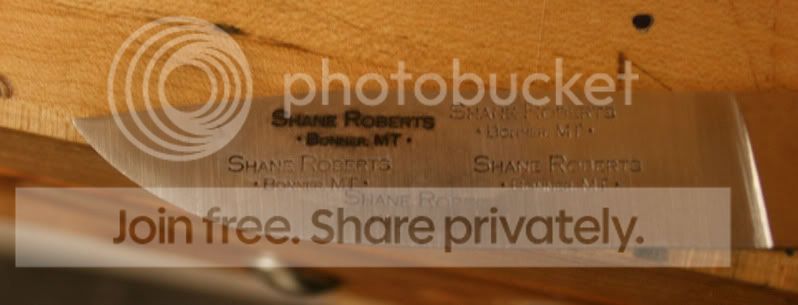 photobucket
SHANE ROBERTS
• BONNER, MT •
SHANE ROBERTS
• BONNER, MT •
SHANE ROBERTS
• BONNER, MT •
SHANE ROBERTS
• BONNER, MT •
SHANE
Join free. Share privately.